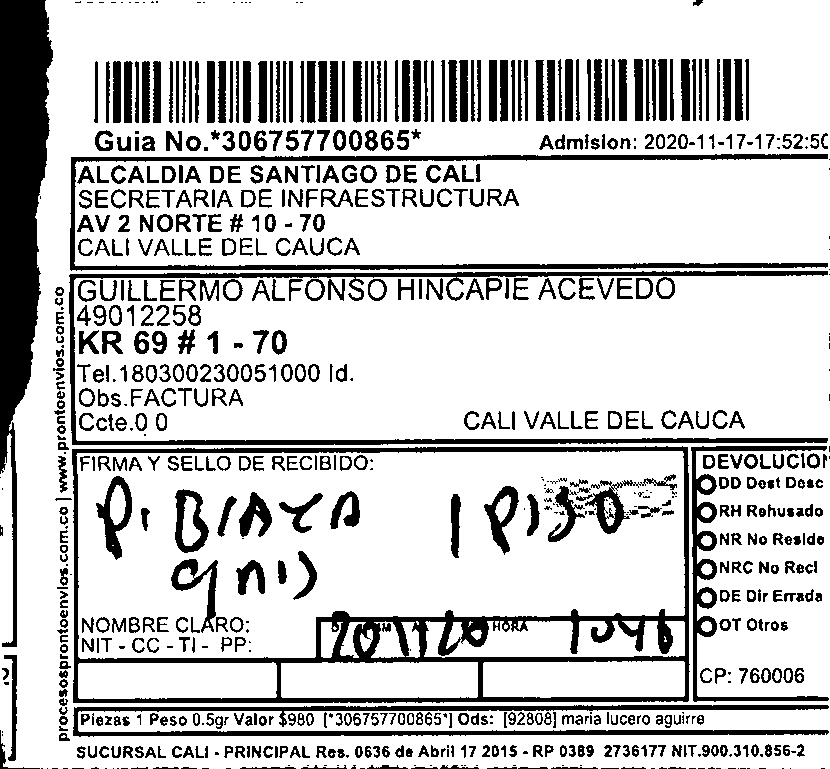 Guia No.*306757700865*
Admision: 2020-11-17-17:52:50
ALCALDIA DE SANTIAGO DE CALI
SECRETARIA DE INFRAESTRUCTURA
AV 2 NORTE # 10 - 70
CALI VALLE DEL CAUCA
GUILLERMO ALFONSO HINCAPIE ACEVEDO
49012258
KR 69 # 1 - 70
Tel.180300230051000 Id.
Obs.FACTURA
Ccte.0 0
CALI VALLE DEL CAUCA
procesosprontoenvios.com.co | www.prontoenvios.com.co
FIRMA Y SELLO DE RECIBIDO:
1 PISO
NOMBRE CLARO:
NIT - CC - TI - PP:
HORA
201120 1046
DEVOLUCION
DD Dest Desc
RH Rehusado
NR No Reside
NRC No Recl
DE Dir Errada
OT Otros
CP: 760006
Piezas 1 Peso 0.5gr Valor $980 [*306757700865*] Ods: [92808] maria lucero aguirre
SUCURSAL CALI - PRINCIPAL Res. 0636 de Abril 17 2015 - RP 0389 2736177 NIT.900.310.856-2